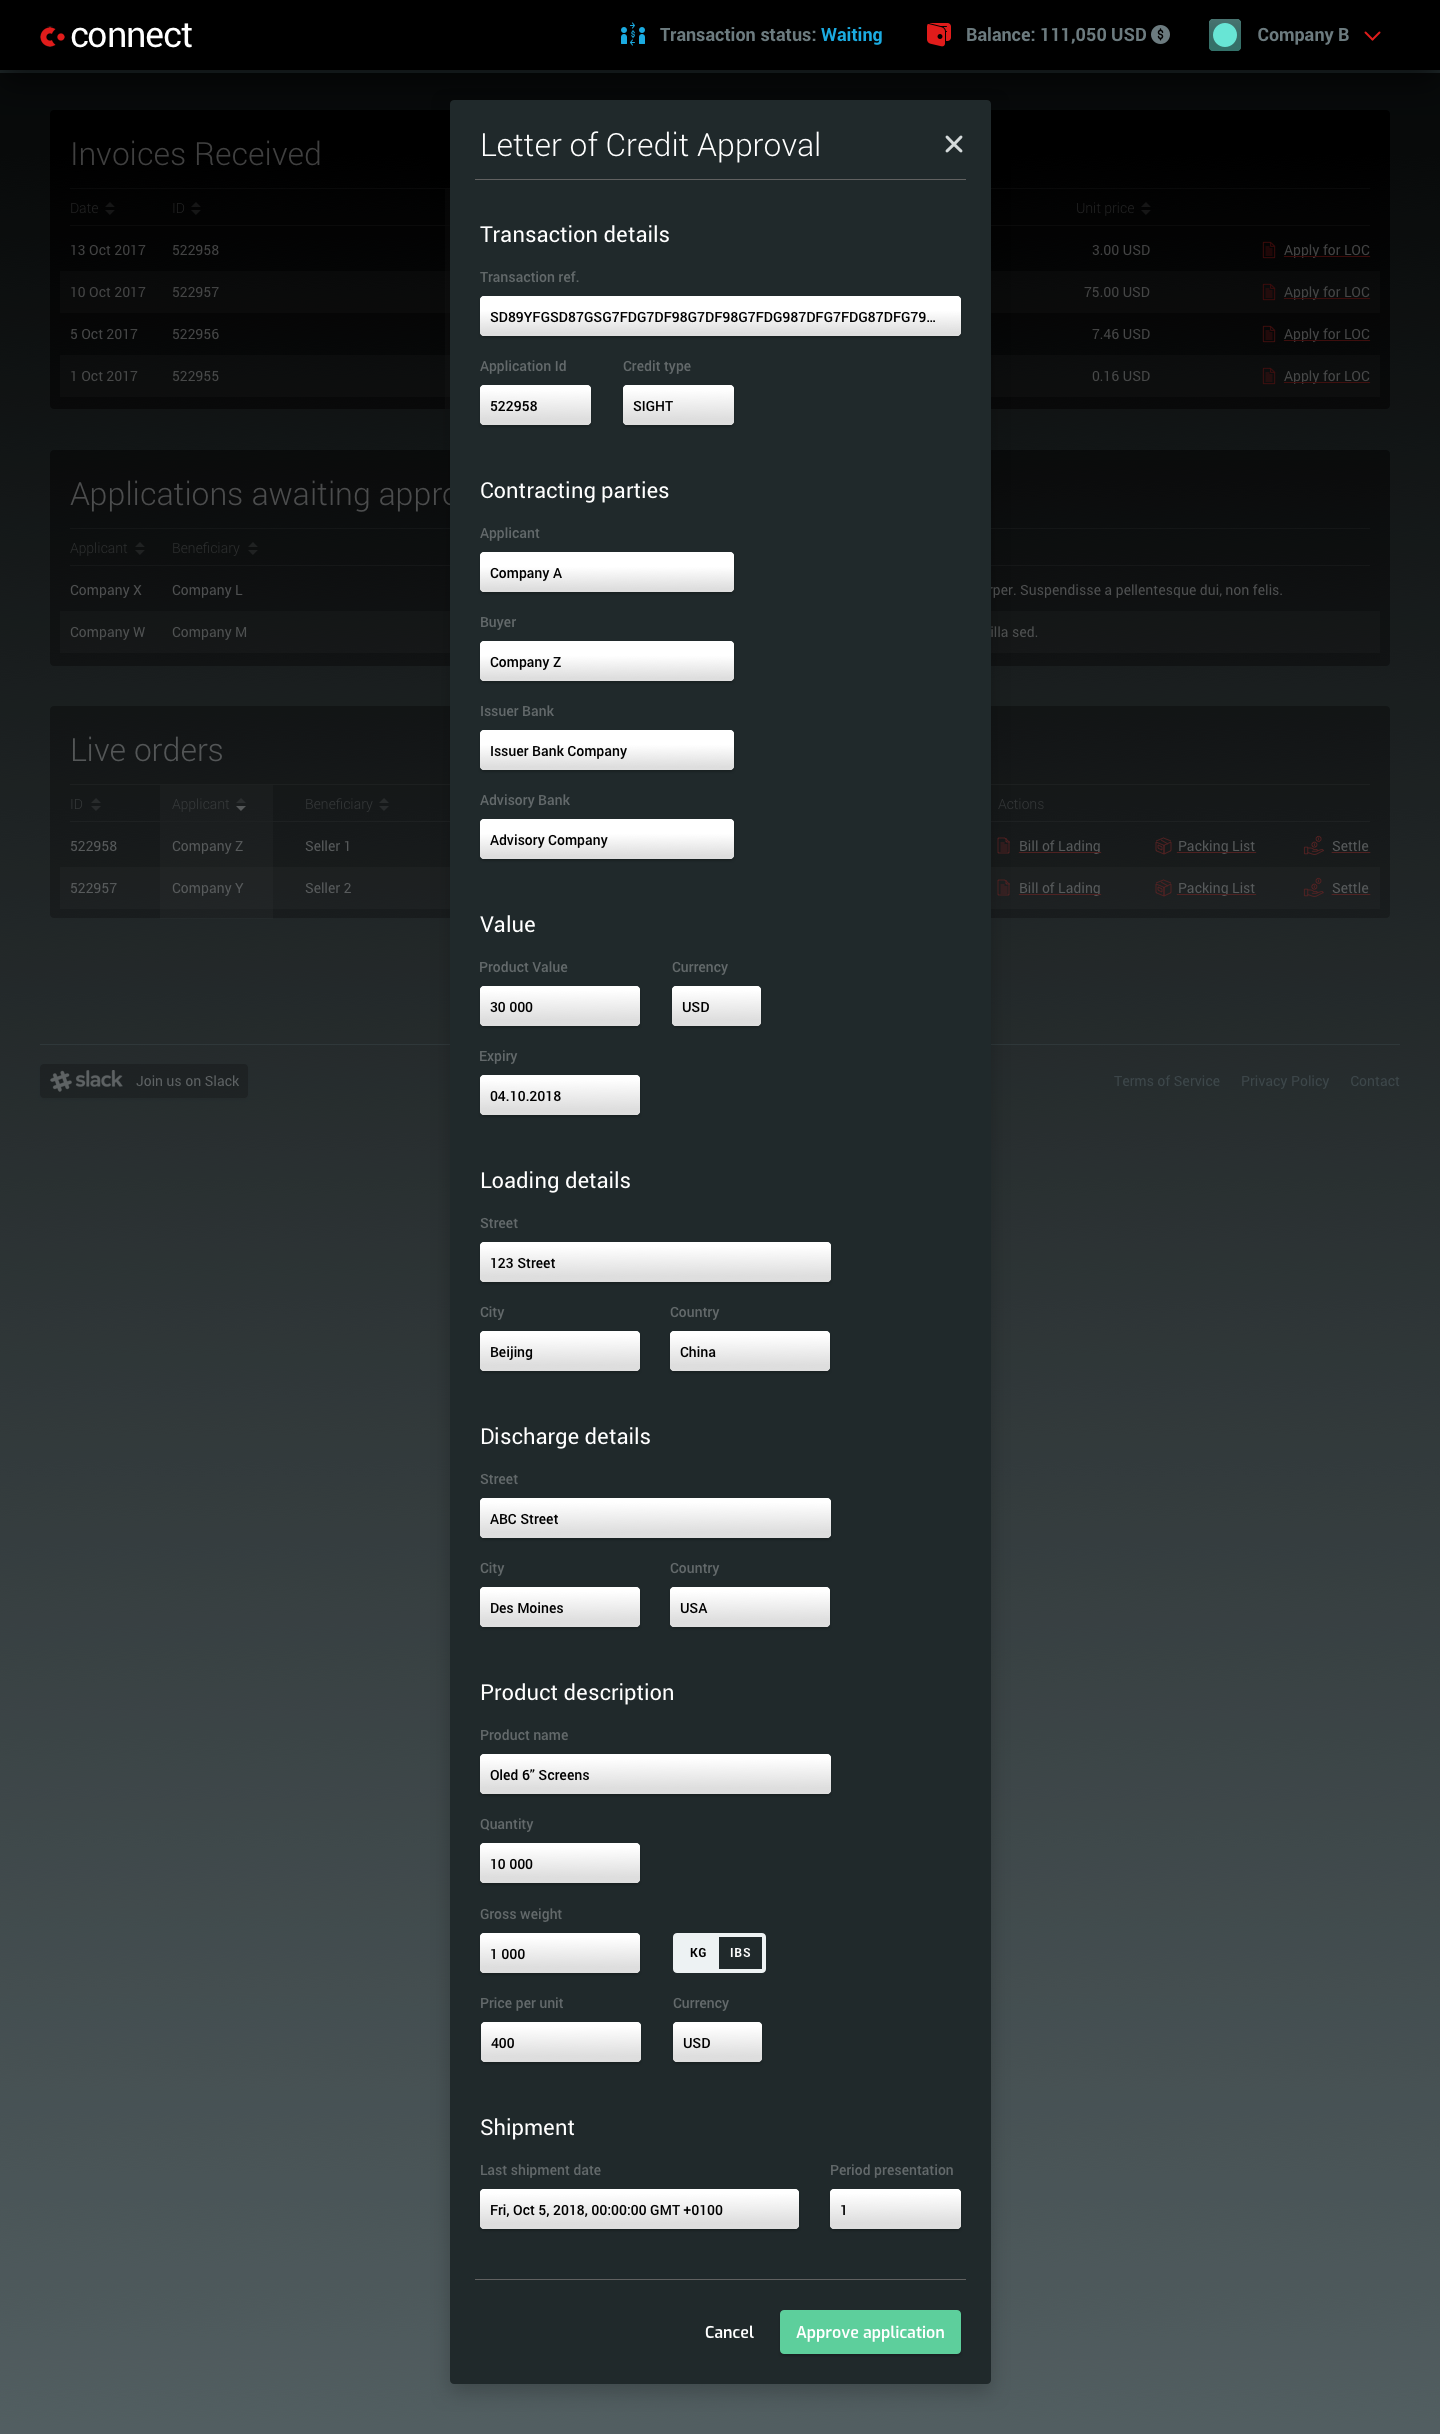 connect
Transaction status: Waiting
Balance: 111,050 USD $
Company B
Invoices Received
Date ID Unit price
13 Oct 2017 522958 3.00 USD Apply for LOC
10 Oct 2017 522957 75.00 USD Apply for LOC
5 Oct 2017 522956 7.46 USD Apply for LOC
1 Oct 2017 522955 0.16 USD Apply for LOC
Applications awaiting appro
Applicant Beneficiary
Company X Company L per. Suspendisse a pellentesque dui, non felis.
Company W Company M illa sed.
Live orders
ID Applicant Beneficiary Actions
522958 Company Z Seller 1 Bill of Lading Packing List Settle
522957 Company Y Seller 2 Bill of Lading Packing List Settle
slack Join us on Slack
Terms of Service Privacy Policy Contact
Letter of Credit Approval
Transaction details
Transaction ref.
SD89YFGSD87GSG7FDG7DF98G7DF98G7FDG987DFG7FDG87DFG79...
Application Id Credit type
522958 SIGHT
Contracting parties
Applicant
Company A
Buyer
Company Z
Issuer Bank
Issuer Bank Company
Advisory Bank
Advisory Company
Value
Product Value Currency
30 000 USD
Expiry
04.10.2018
Loading details
Street
123 Street
City Country
Beijing China
Discharge details
Street
ABC Street
City Country
Des Moines USA
Product description
Product name
Oled 6” Screens
Quantity
10 000
Gross weight
1 000 KG IBS
Price per unit Currency
400 USD
Shipment
Last shipment date Period presentation
Fri, Oct 5, 2018, 00:00:00 GMT +0100 1
Cancel Approve application